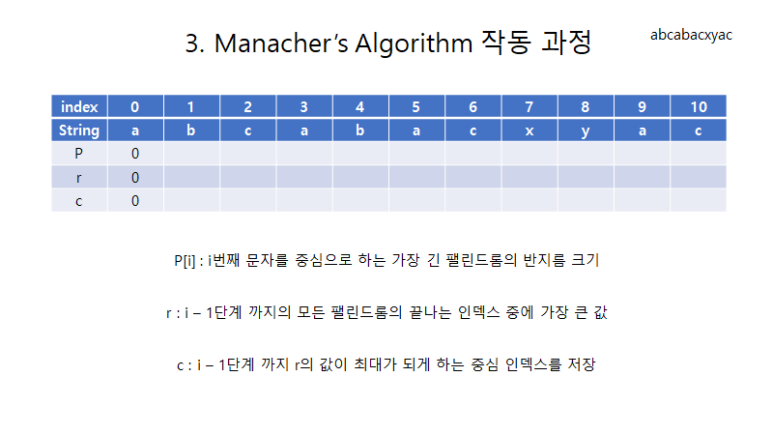 3. Manacher’s Algorithm 작동 과정
abcabacxyac
index 0 1 2 3 4 5 6 7 8 9 10
String a b c a b a c x y a c
P 0
r 0
c 0
P[i] : i번째 문자를 중심으로 하는 가장 긴 팰린드롬의 반지름 크기
r : i – 1단계 까지의 모든 팰린드롬의 끝나는 인덱스 중에 가장 큰 값
c : i – 1단계 까지 r의 값이 최대가 되게 하는 중심 인덱스를 저장